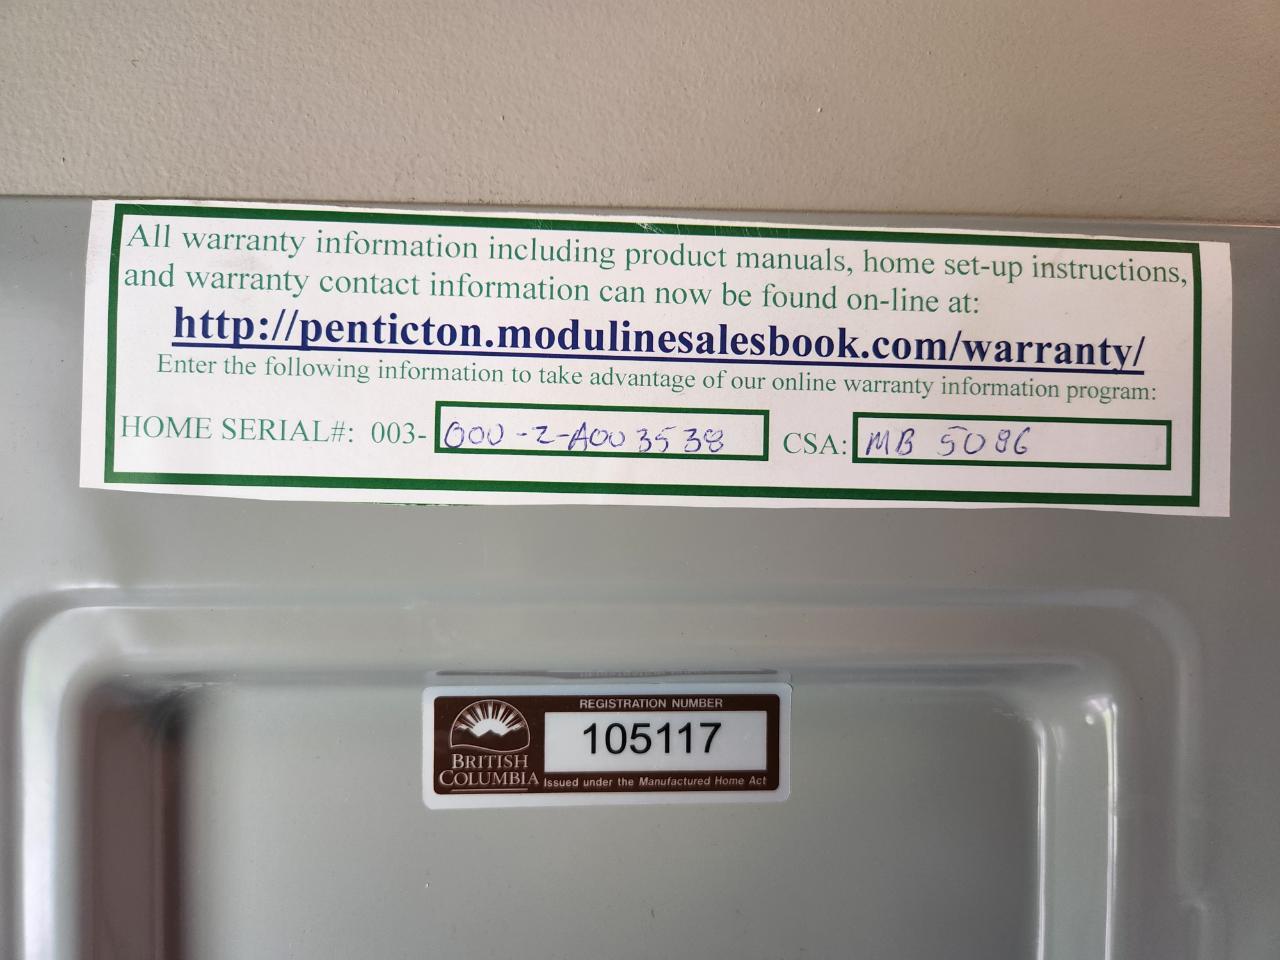 All warranty information including product manuals, home set-up instructions,
and warranty contact information can now be found on-line at:
http://penticton.modulinesalesbook.com/warranty/
Enter the following information to take advantage of our online warranty information program:
HOME SERIAL#: 003- 000-2-A003538 CSA: MB 5086
REGISTRATION NUMBER
105117
BRITISH
COLUMBIA
Issued under the Manufactured Home Act